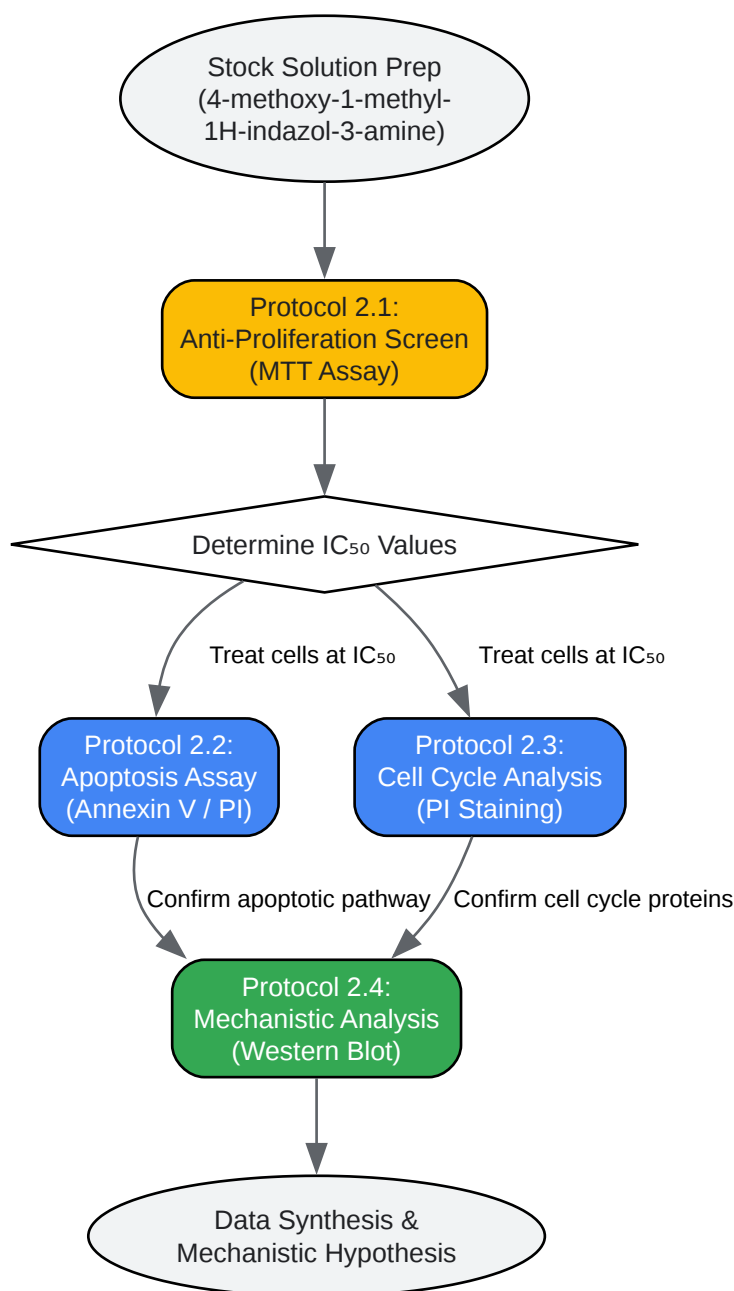 Stock Solution Prep
(4-methoxy-1-methyl-
1H-indazol-3-amine)
Protocol 2.1:
Anti-Proliferation Screen
(MTT Assay)
Determine IC₅₀ Values
Treat cells at IC₅₀
Treat cells at IC₅₀
Protocol 2.2:
Apoptosis Assay
(Annexin V / PI)
Protocol 2.3:
Cell Cycle Analysis
(PI Staining)
Confirm apoptotic pathway
Confirm cell cycle proteins
Protocol 2.4:
Mechanistic Analysis
(Western Blot)
Data Synthesis &
Mechanistic Hypothesis